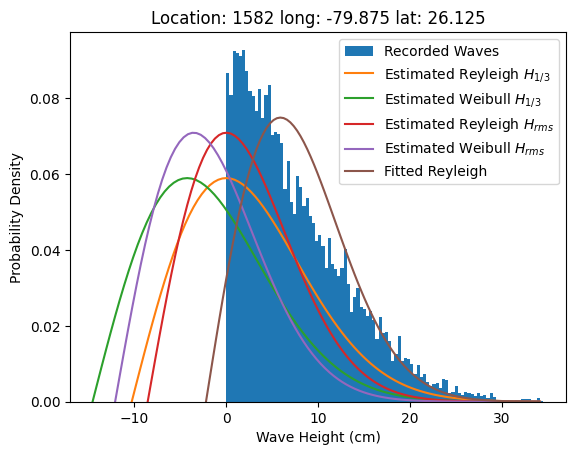 Location: 1582 long: -79.875 lat: 26.125
Recorded Waves
Estimated Reyleigh $H_{1/3}$
Estimated Weibull $H_{1/3}$
Estimated Reyleigh $H_{rms}$
Estimated Weibull $H_{rms}$
Fitted Reyleigh
Probability Density
0.08
0.06
0.04
0.02
0.00
−10
0
10
20
30
Wave Height (cm)